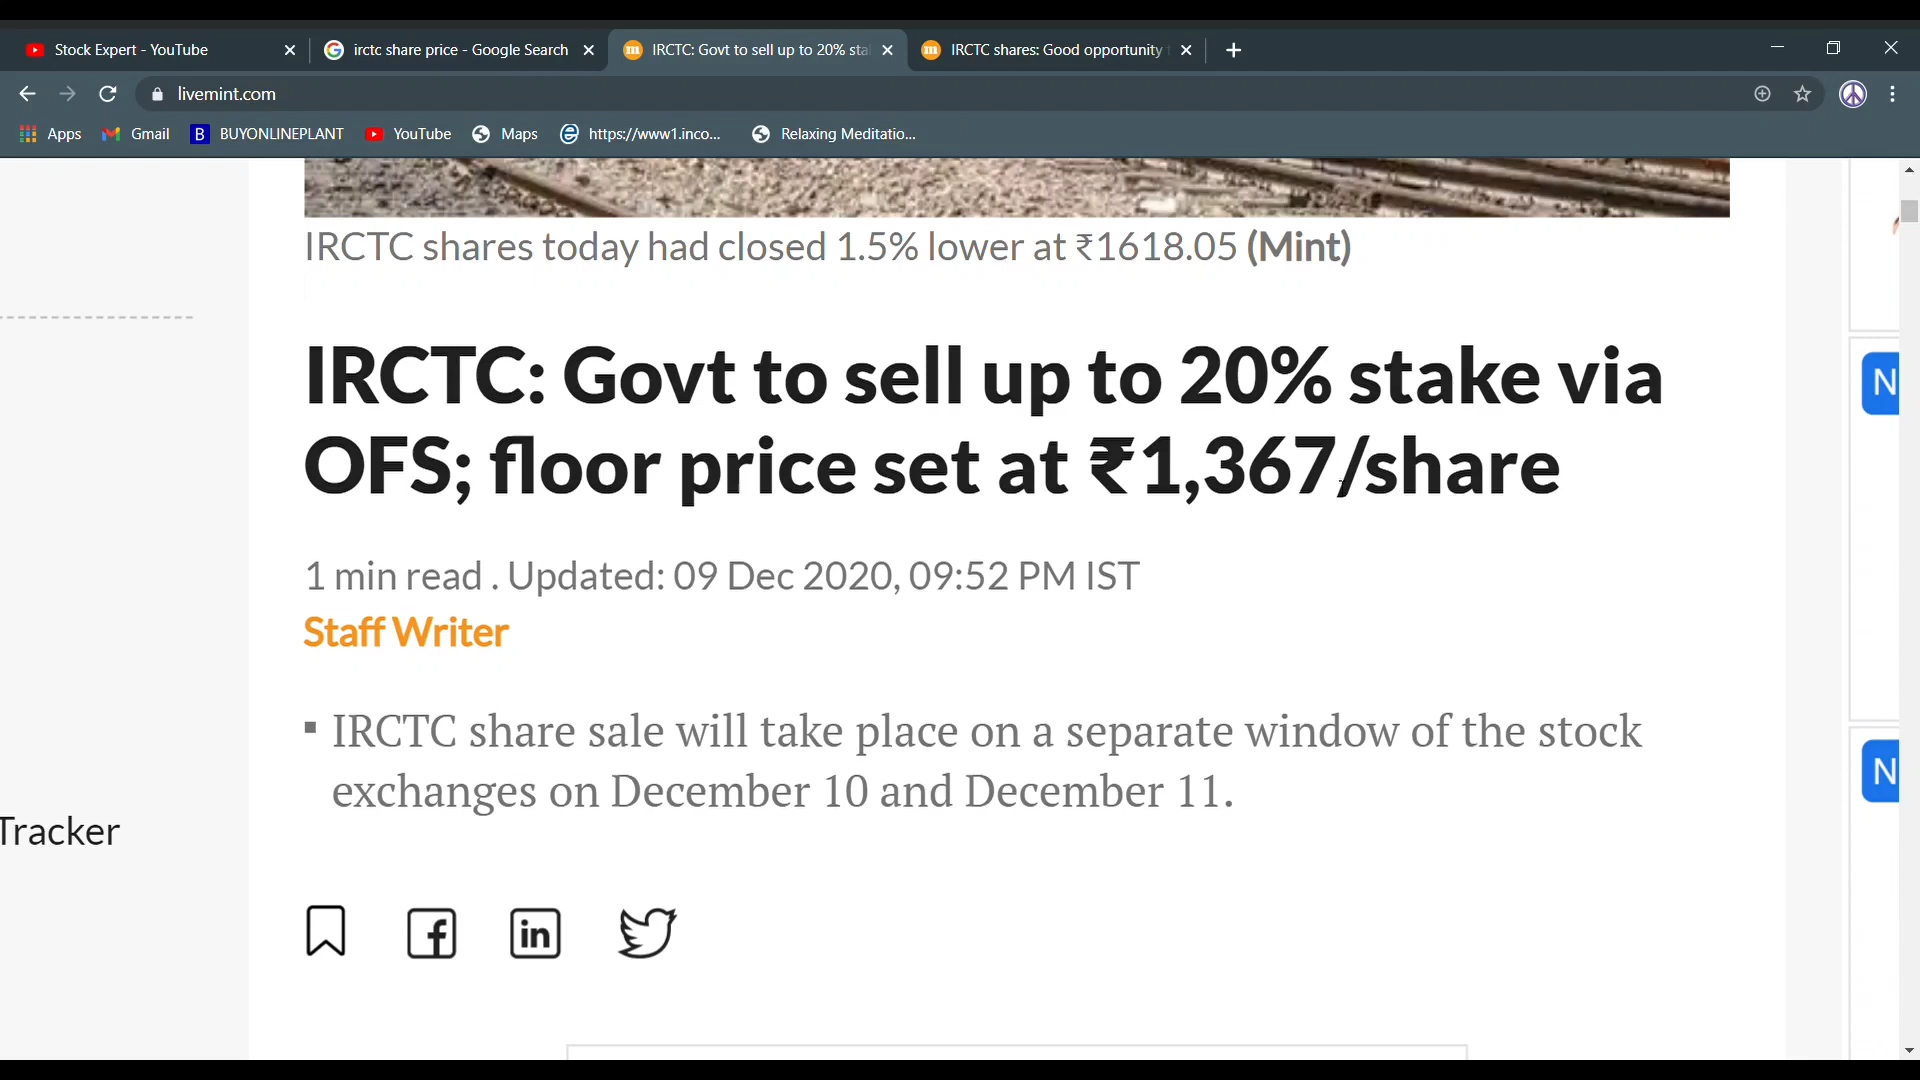 Stock Expert - YouTube
irctc share price - Google Search
IRCTC: Govt to sell up to 20% sta
IRCTC shares: Good opportunity
livemint.com
Apps
Gmail
B BUYONLINEPLANT
YouTube
Maps
https://www1.inco...
Relaxing Meditatio...
IRCTC shares today had closed 1.5% lower at ₹1618.05 (Mint)
IRCTC: Govt to sell up to 20% stake via
OFS; floor price set at ₹1,367/share
1 min read . Updated: 09 Dec 2020, 09:52 PM IST
Staff Writer
▪ IRCTC share sale will take place on a separate window of the stock
exchanges on December 10 and December 11.
Tracker
N
N